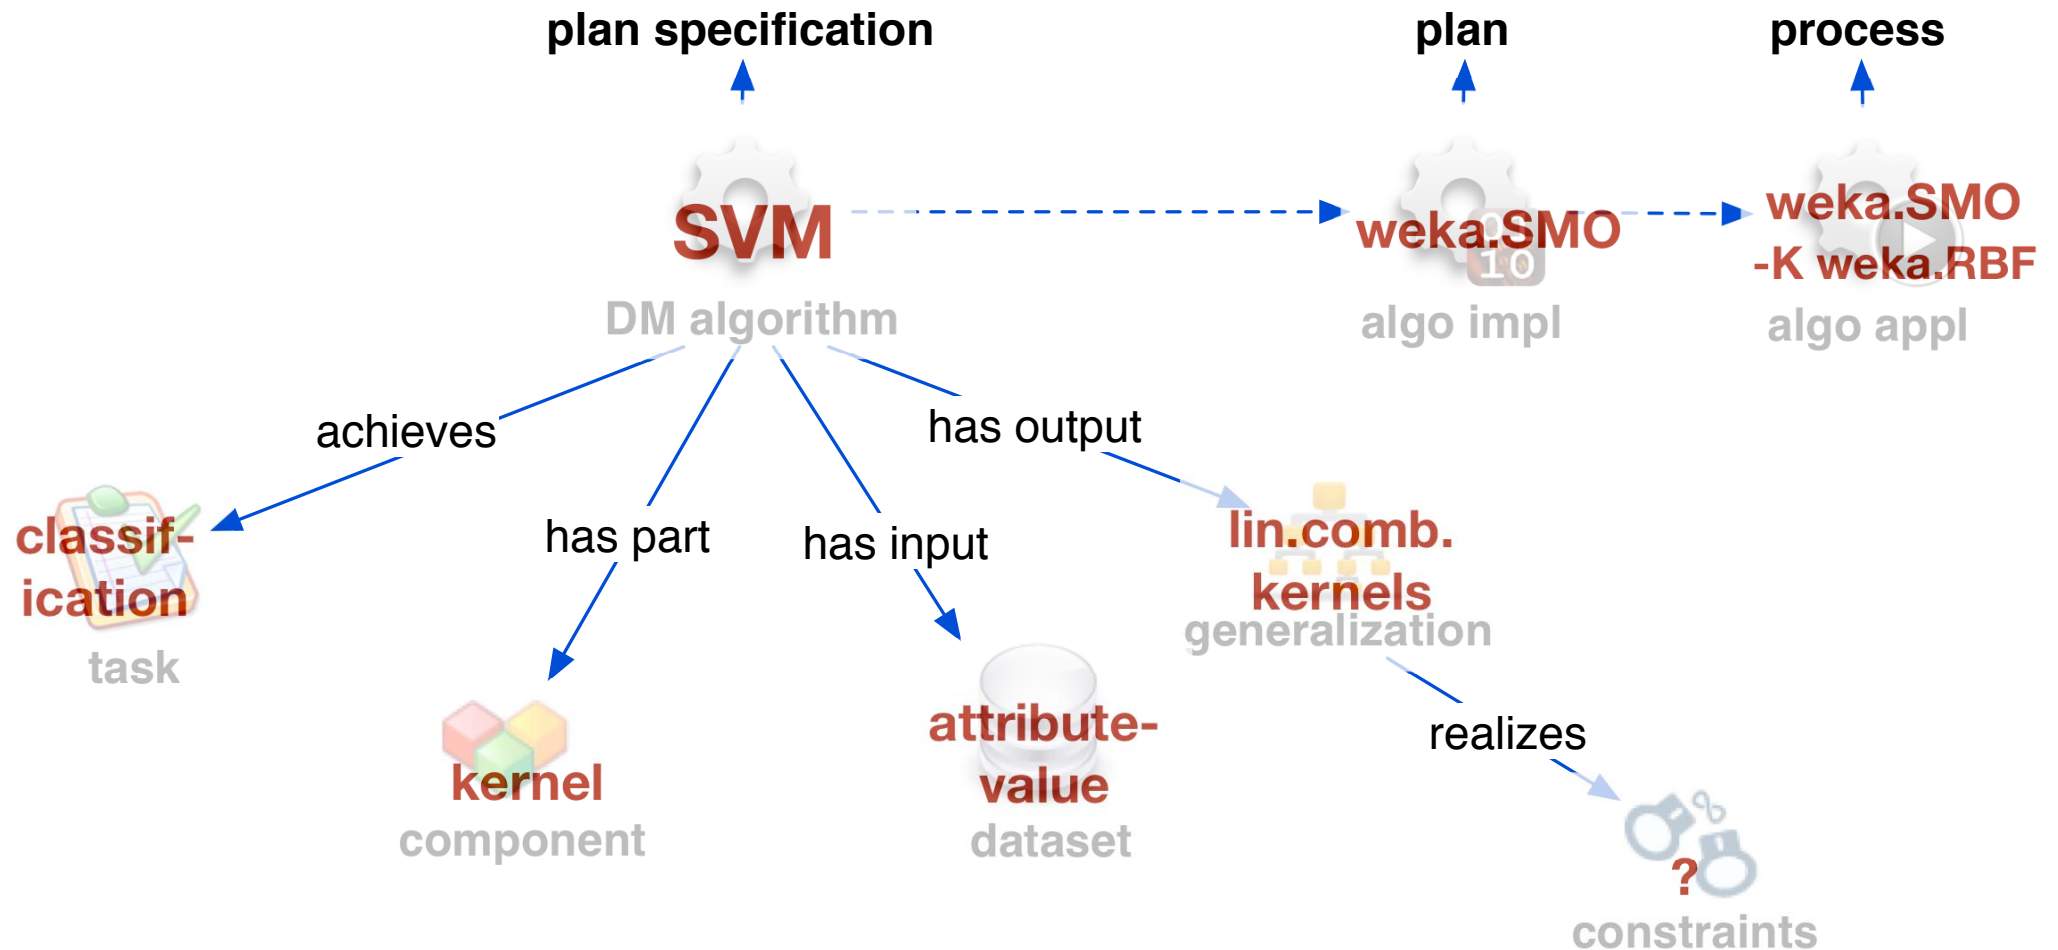 plan specification
plan
process
SVM
weka.SMO
01
10
weka.SMO
-K weka.RBF
DM algorithm
algo impl
algo appl
achieves
has output
classif-
ication
task
has part
has input
lin.comb.
kernels
generalization
kernel
component
attribute-
value
dataset
realizes
?
constraints